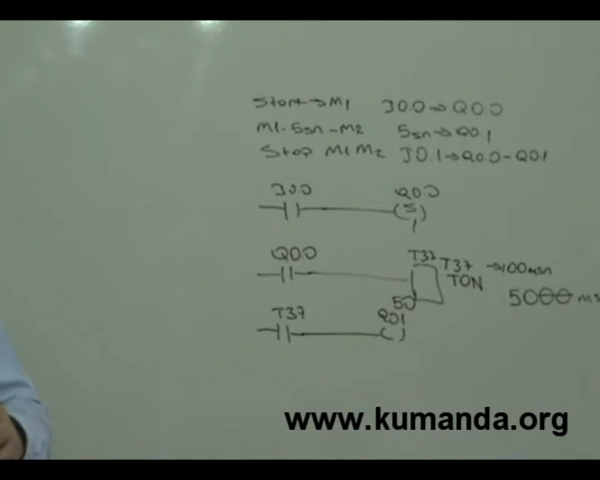 Start→M1 I0.0→Q0.0
M1-5sn→M2 5sn→Q0.1
Stop M1M2 I0.1→Q0.0-Q0.1
I0.0 Q0.0
(S)
1
Q0.0 T37 T37 →100msn
TON
50 5000 ms
T37 Q0.1
( )
www.kumanda.org